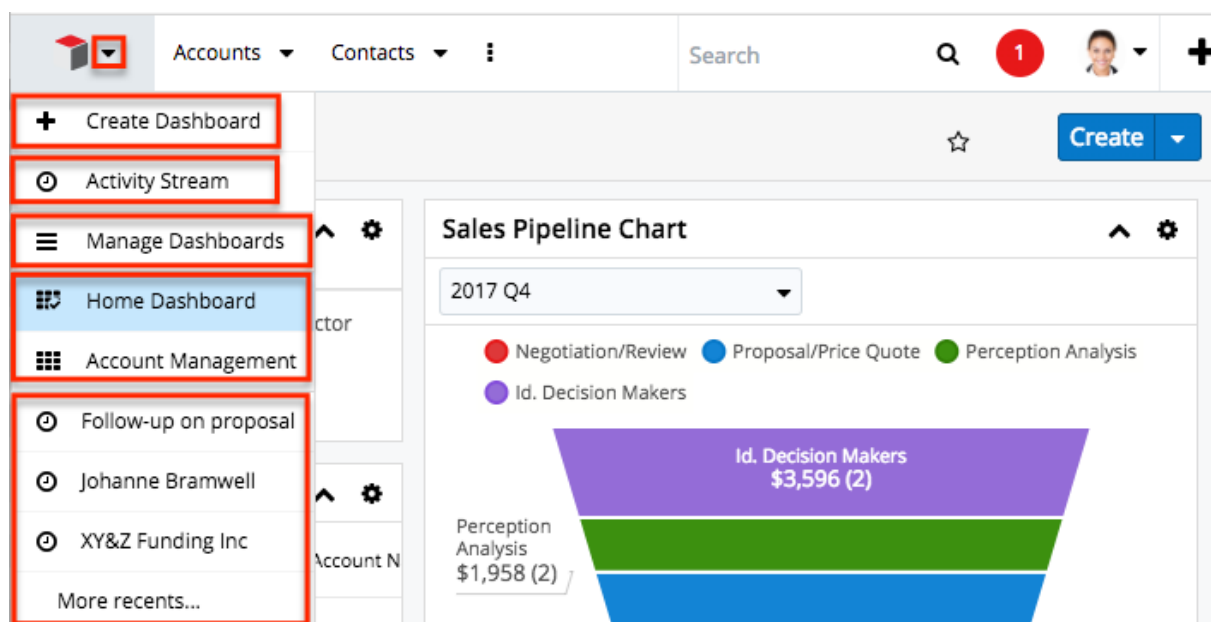 Accounts
Contacts
Search
1
Create Dashboard
Create
Activity Stream
Manage Dashboards
Home Dashboard
Account Management
Follow-up on proposal
Johanne Bramwell
XY&Z Funding Inc
More recents...
ctor
Account N
Sales Pipeline Chart
2017 Q4
Negotiation/Review Proposal/Price Quote Perception Analysis
Id. Decision Makers
Id. Decision Makers
$3,596 (2)
Perception
Analysis
$1,958 (2)